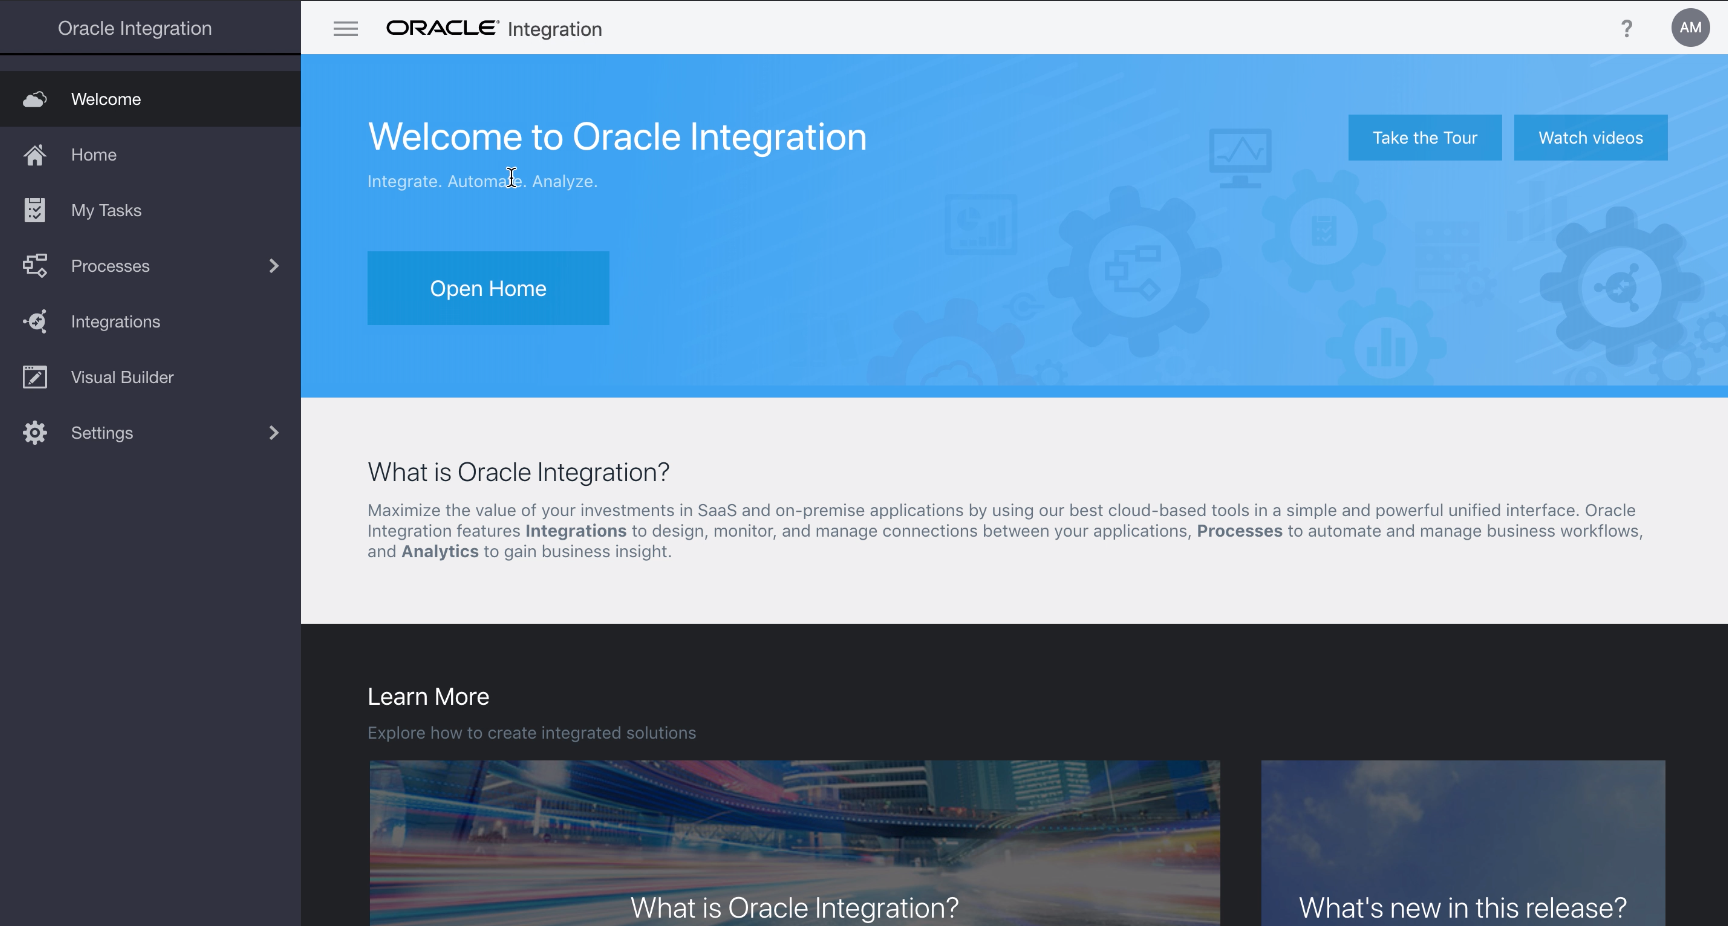 Oracle Integration
Welcome
Home
My Tasks
Processes
Integrations
Visual Builder
Settings
ORACLE® Integration
?
AM
Welcome to Oracle Integration
Integrate. Automate. Analyze.
Take the Tour
Watch videos
Open Home
What is Oracle Integration?
Maximize the value of your investments in SaaS and on-premise applications by using our best cloud-based tools in a simple and powerful unified interface. Oracle
Integration features Integrations to design, monitor, and manage connections between your applications, Processes to automate and manage business workflows,
and Analytics to gain business insight.
Learn More
Explore how to create integrated solutions
What is Oracle Integration?
What's new in this release?